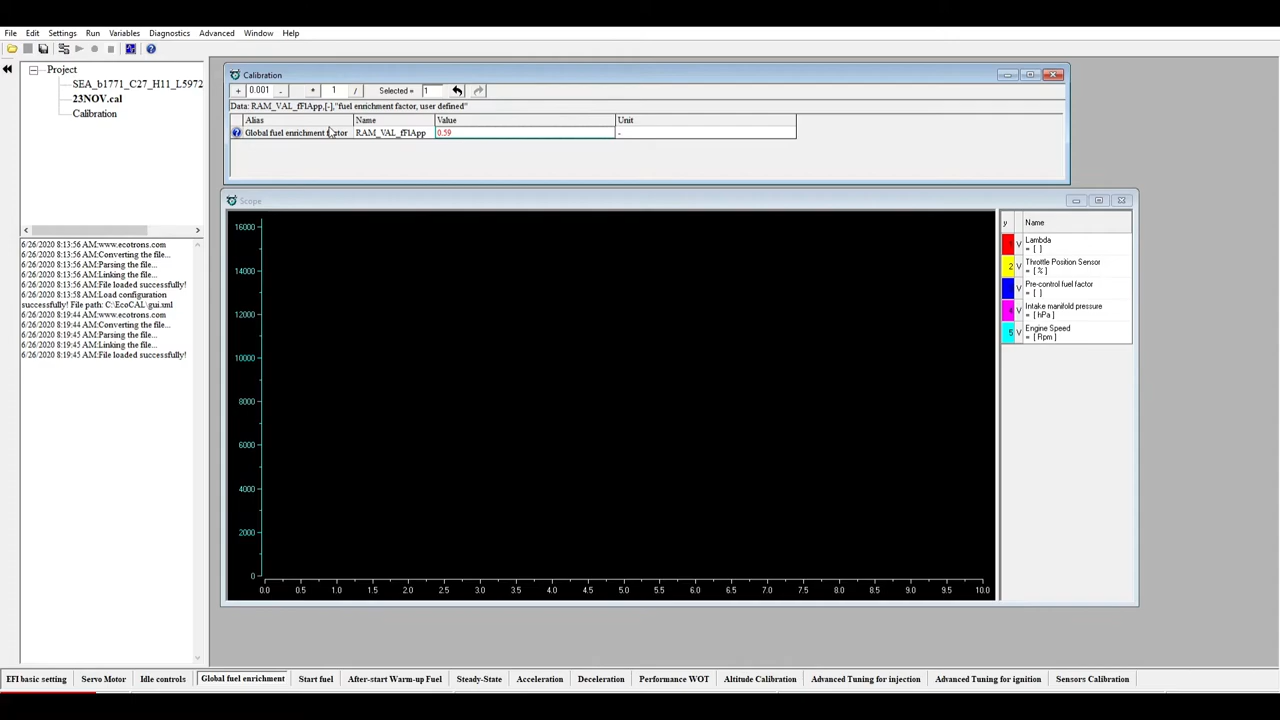 File Edit Settings Run Variables Diagnostics Advanced Window Help
Project
SEA_b1771_C27_H11_L5972
23NOV.cal
Calibration
Calibration
+ 0.001 - * 1 / Selected = 1
Data: RAM_VAL_fFlApp,[-],"fuel enrichment factor, user defined"
Alias Name Value Unit
Global fuel enrichment factor RAM_VAL_fFlApp 0.59 -
Scope
16000
14000
12000
10000
8000
6000
4000
2000
0
0.0 0.5 1.0 1.5 2.0 2.5 3.0 3.5 4.0 4.5 5.0 5.5 6.0 6.5 7.0 7.5 8.0 8.5 9.0 9.5 10.0
y Name
1 V Lambda
= [ ]
2 V Throttle Position Sensor
= [ % ]
V Pre-control fuel factor
= [ ]
4 V Intake manifold pressure
= [ hPa ]
5 V Engine Speed
= [ Rpm ]
6/26/2020 8:13:56 AM:www.ecotrons.com
6/26/2020 8:13:56 AM:Converting the file...
6/26/2020 8:13:56 AM:Parsing the file...
6/26/2020 8:13:56 AM:Linking the file...
6/26/2020 8:13:56 AM:File loaded successfully!
6/26/2020 8:13:58 AM:Load configuration
successfully! File path: C:\EcoCAL\gui.xml
6/26/2020 8:19:44 AM:www.ecotrons.com
6/26/2020 8:19:44 AM:Converting the file...
6/26/2020 8:19:45 AM:Parsing the file...
6/26/2020 8:19:45 AM:Linking the file...
6/26/2020 8:19:45 AM:File loaded successfully!
EFI basic setting Servo Motor Idle controls Global fuel enrichment Start fuel After-start Warm-up Fuel Steady-State Acceleration Deceleration Performance WOT Altitude Calibration Advanced Tuning for injection Advanced Tuning for ignition Sensors Calibration